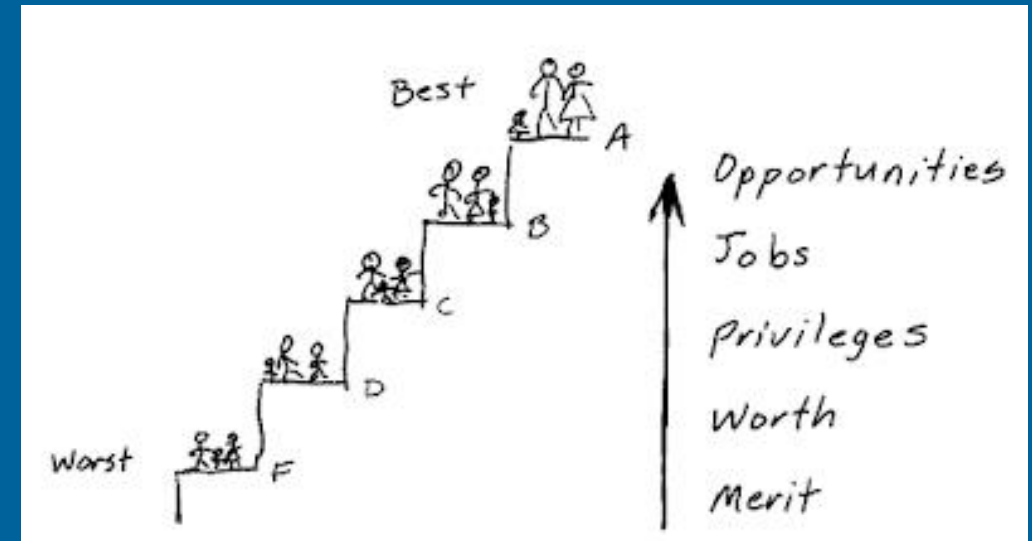 Best
A
B
C
D
Worst
F
Opportunities
Jobs
Privileges
Worth
Merit